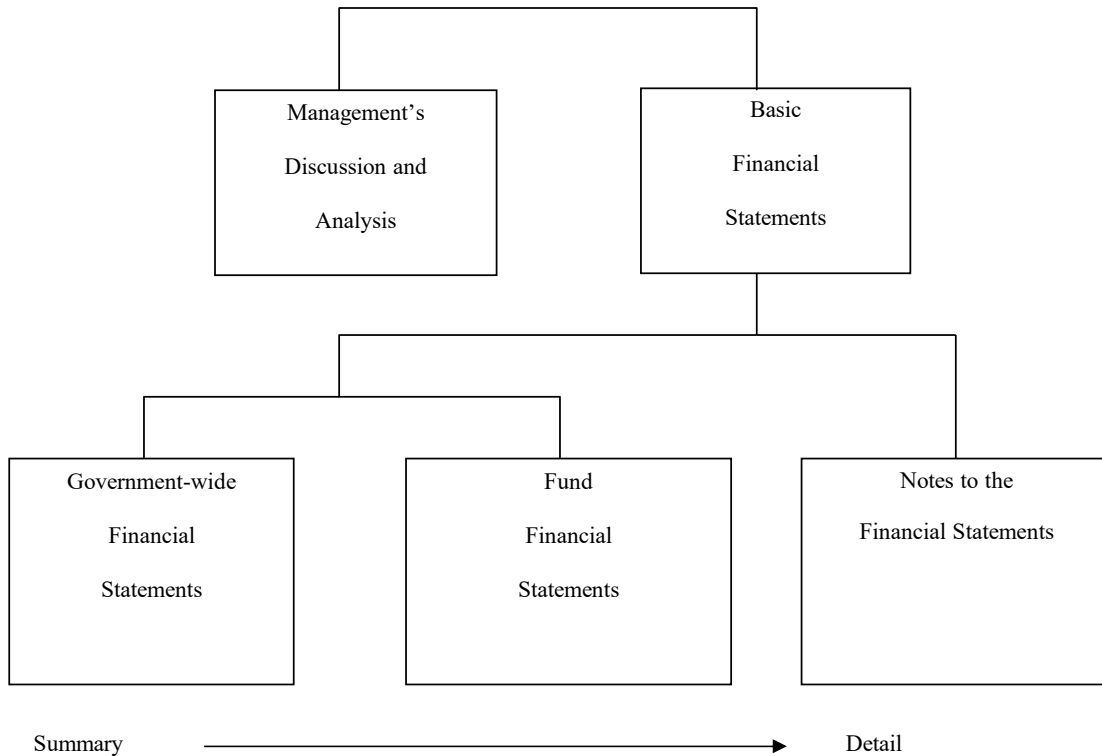 Management’s
Discussion and
Analysis
Basic
Financial
Statements
Government-wide
Financial
Statements
Fund
Financial
Statements
Notes to the
Financial Statements
Summary
Detail